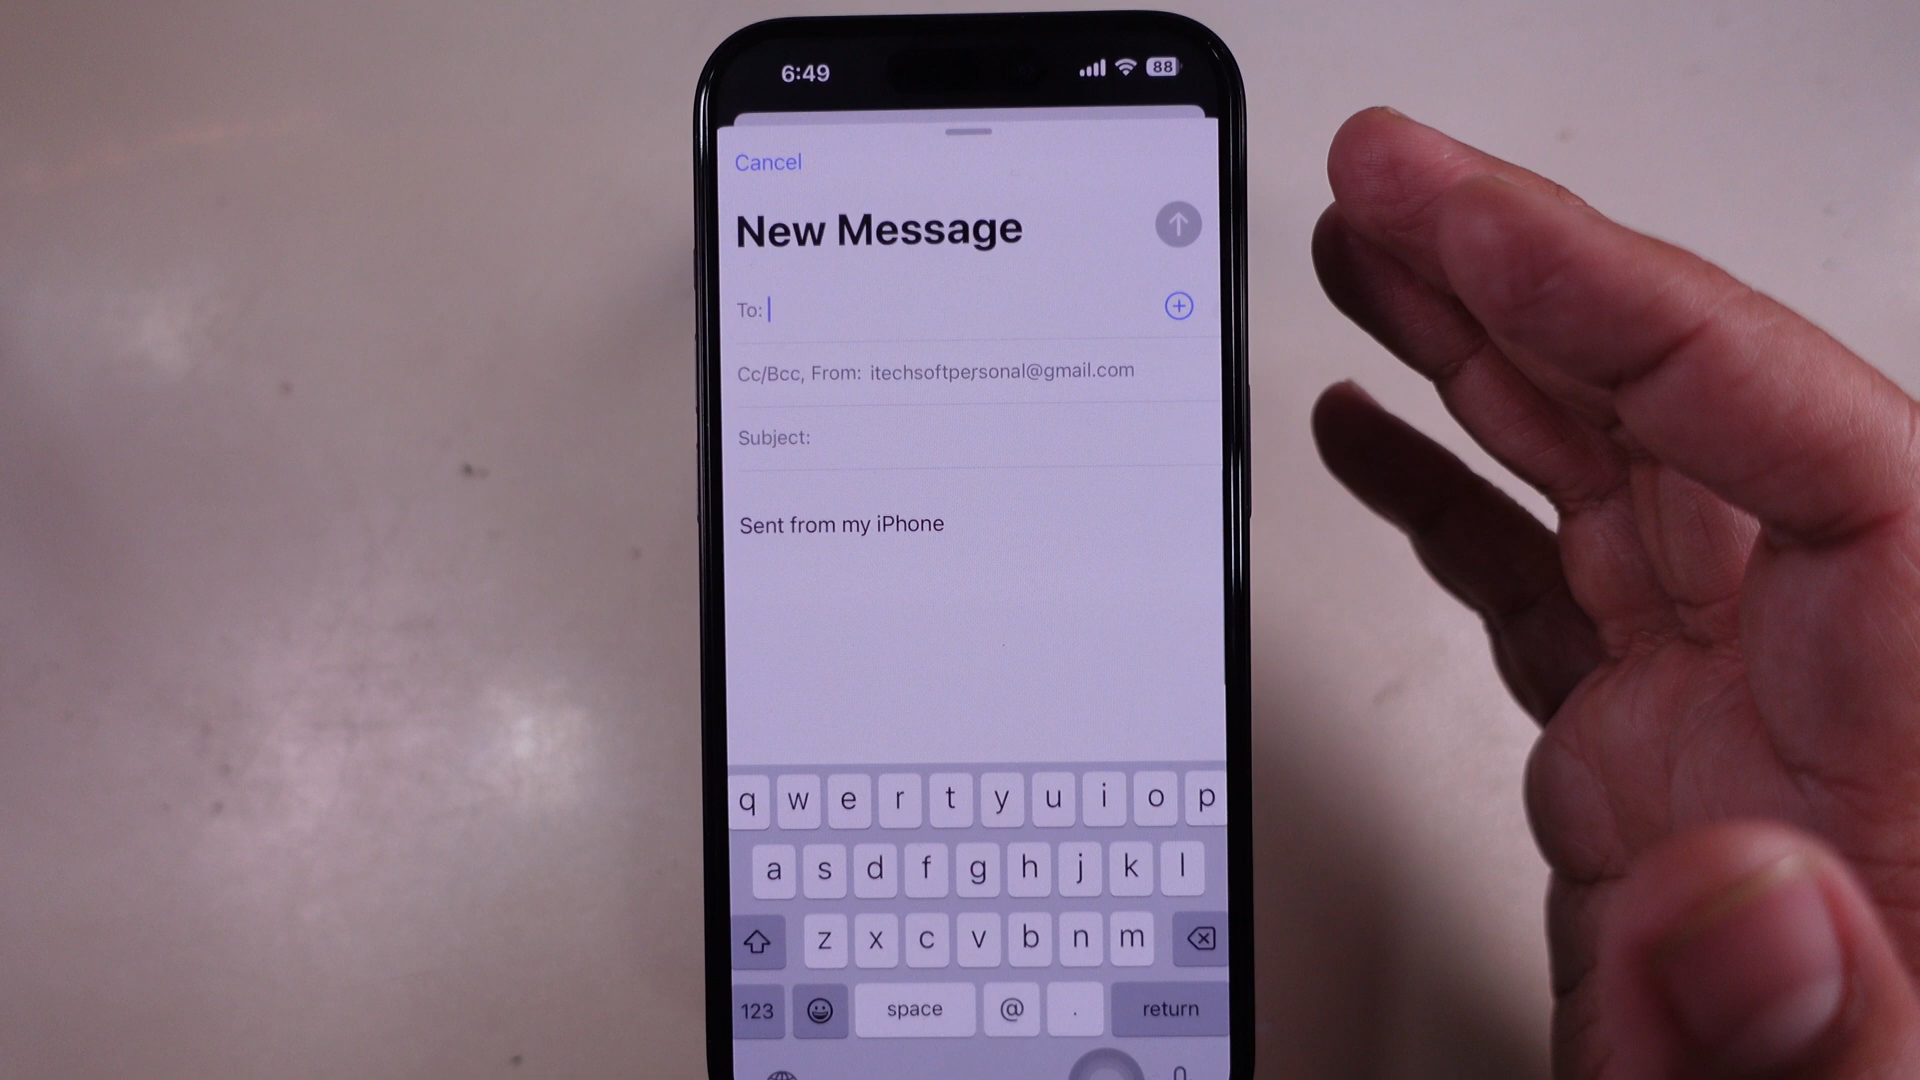 6:49 88
Cancel
New Message
To:
Cc/Bcc, From: itechsoftpersonal@gmail.com
Subject:
Sent from my iPhone
q w e r t y u i o p
a s d f g h j k l
z x c v b n m
123 space @ . return